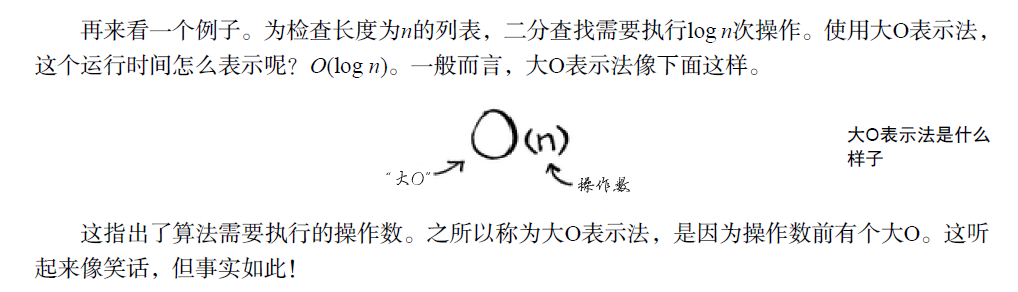 再来看一个例子。为检查长度为n的列表，二分查找需要执行log n次操作。使用大O表示法，
这个运行时间怎么表示呢？O(log n)。一般而言，大O表示法像下面这样。
O(n)
“大O”
操作数
大O表示法是什么
样子
这指出了算法需要执行的操作数。之所以称为大O表示法，是因为操作数前有个大O。这听
起来像笑话，但事实如此！